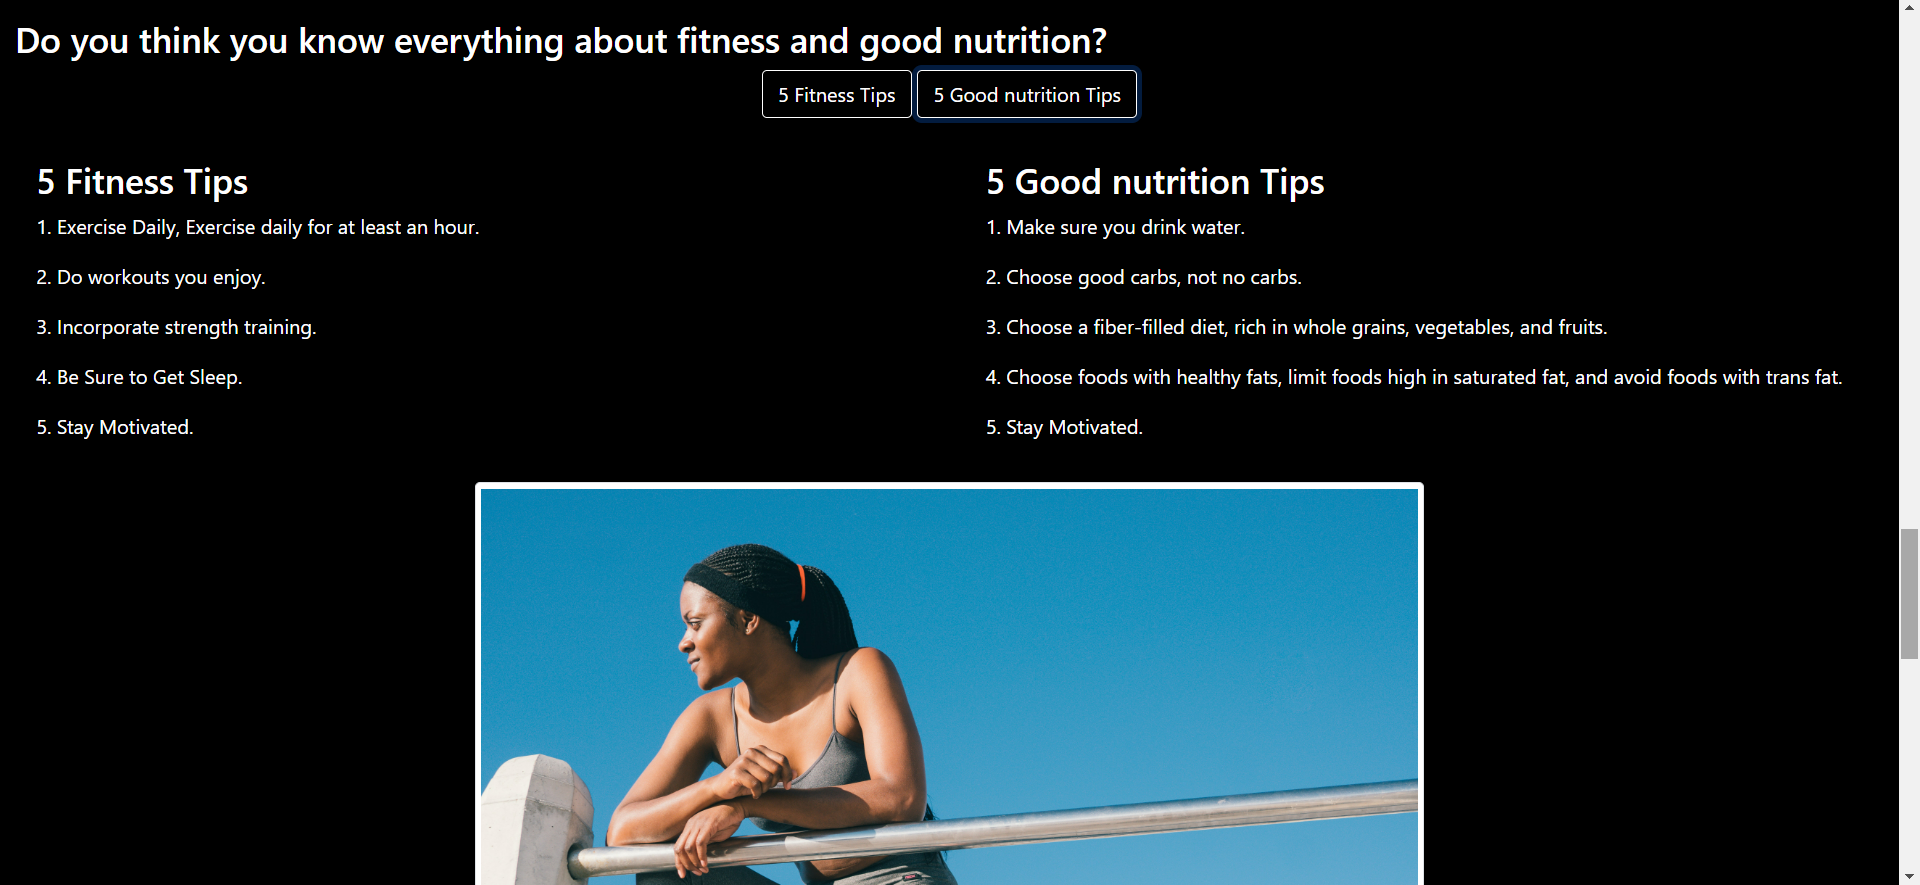 Do you think you know everything about fitness and good nutrition?
5 Fitness Tips
5 Good nutrition Tips
5 Fitness Tips
1. Exercise Daily, Exercise daily for at least an hour.
2. Do workouts you enjoy.
3. Incorporate strength training.
4. Be Sure to Get Sleep.
5. Stay Motivated.
5 Good nutrition Tips
1. Make sure you drink water.
2. Choose good carbs, not no carbs.
3. Choose a fiber-filled diet, rich in whole grains, vegetables, and fruits.
4. Choose foods with healthy fats, limit foods high in saturated fat, and avoid foods with trans fat.
5. Stay Motivated.